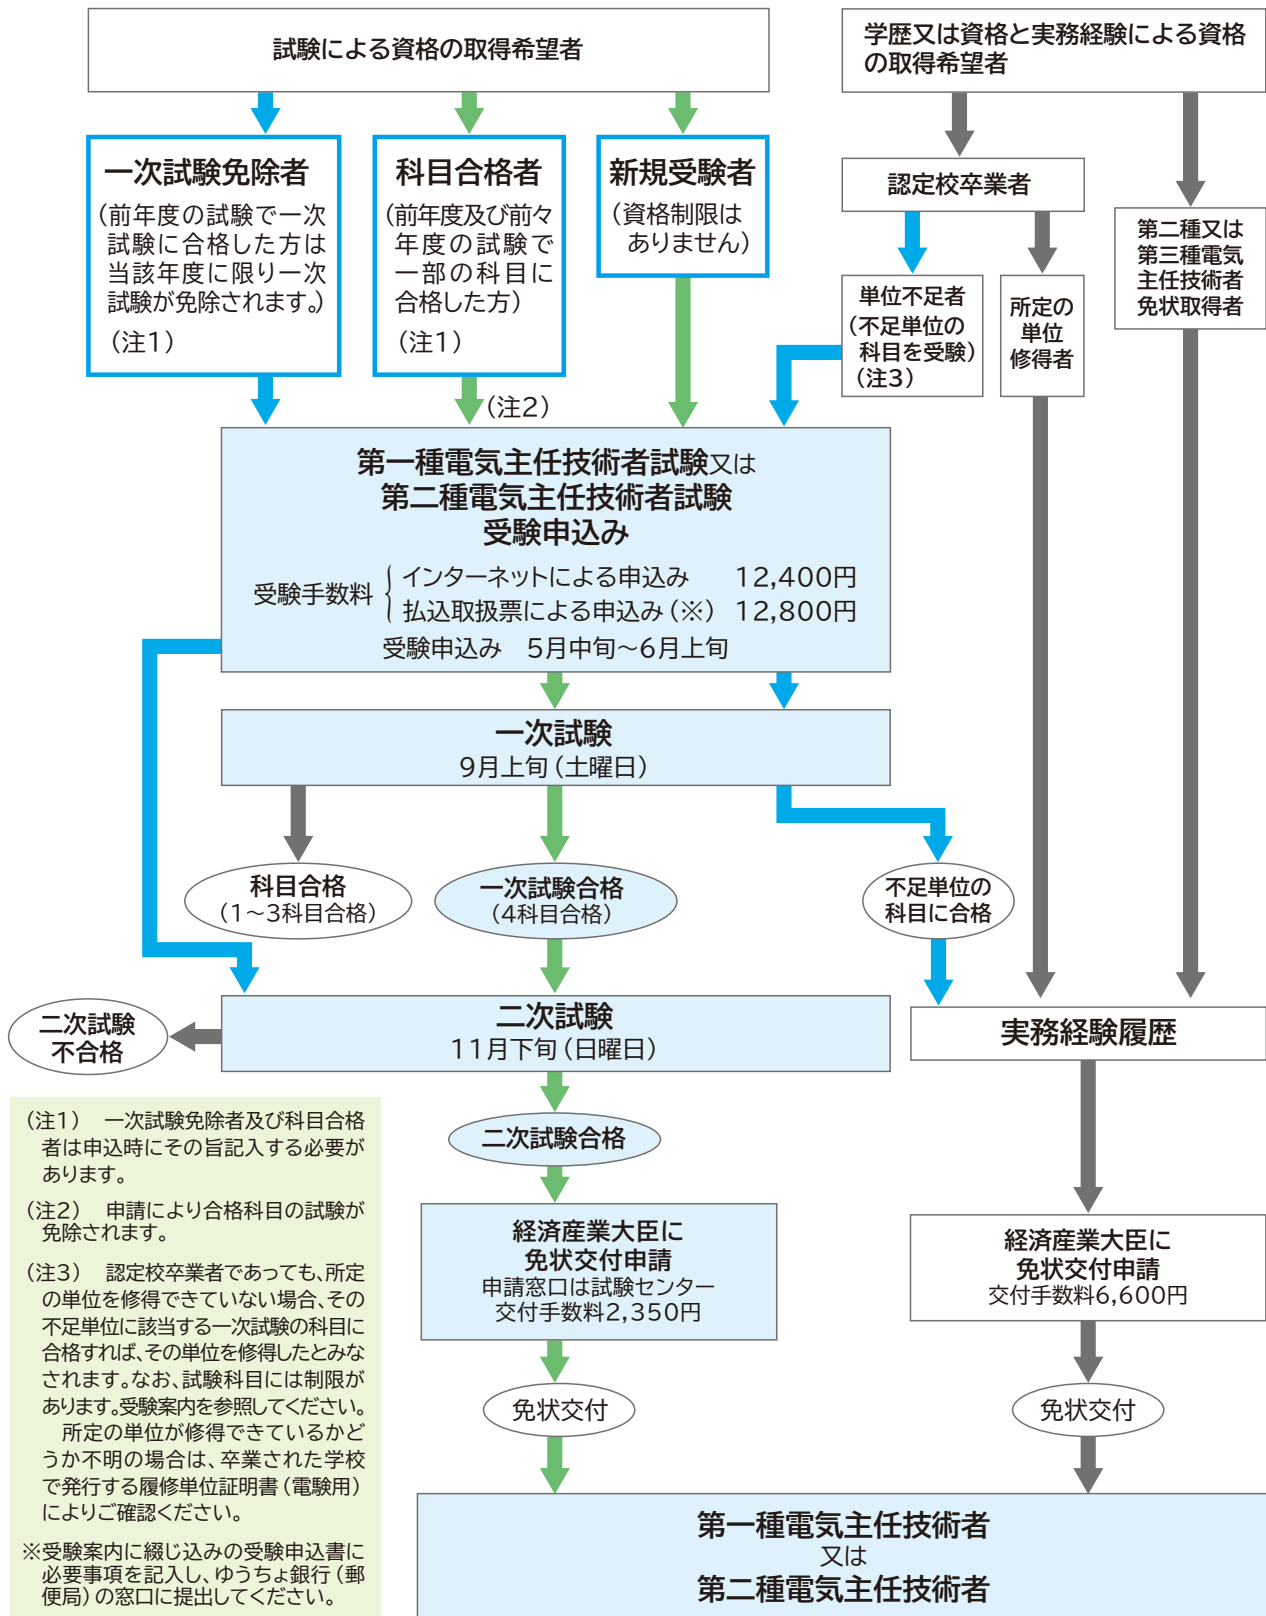 試験による資格の取得希望者
学歴又は資格と実務経験による資格
の取得希望者
一次試験免除者
（前年度の試験で一次
試験に合格した方は
当該年度に限り一次
試験が免除されます。）
（注1）
科目合格者
（前年度及び前々
年度の試験で
一部の科目に
合格した方）
（注1）
新規受験者
（資格制限は
ありません）
認定校卒業者
単位不足者
（不足単位の
科目を受験）
（注3）
所定の
単位
修得者
第二種又は
第三種電気
主任技術者
免状取得者
（注2）
第一種電気主任技術者試験又は
第二種電気主任技術者試験
受験申込み
受験手数料
インターネットによる申込み　12,400円
払込取扱票による申込み（※）12,800円
受験申込み　5月中旬～6月上旬
一次試験
9月上旬（土曜日）
科目合格
（1～3科目合格）
一次試験合格
（4科目合格）
不足単位の
科目に合格
二次試験
11月下旬（日曜日）
二次試験
不合格
実務経験履歴
二次試験合格
経済産業大臣に
免状交付申請
申請窓口は試験センター
交付手数料2,350円
経済産業大臣に
免状交付申請
交付手数料6,600円
免状交付
免状交付
第一種電気主任技術者
又は
第二種電気主任技術者
（注1）　一次試験免除者及び科目合格
者は申込時にその旨記入する必要が
あります。
（注2）　申請により合格科目の試験が
免除されます。
（注3）　認定校卒業者であっても、所定
の単位を修得できていない場合、その
不足単位に該当する一次試験の科目に
合格すれば、その単位を修得したとみな
されます。なお、試験科目には制限が
あります。受験案内を参照してください。
所定の単位が修得できているかど
うか不明の場合は、卒業された学校
で発行する履修単位証明書（電験用）
によりご確認ください。
※受験案内に綴じ込みの受験申込書に
必要事項を記入し、ゆうちょ銀行（郵
便局）の窓口に提出してください。